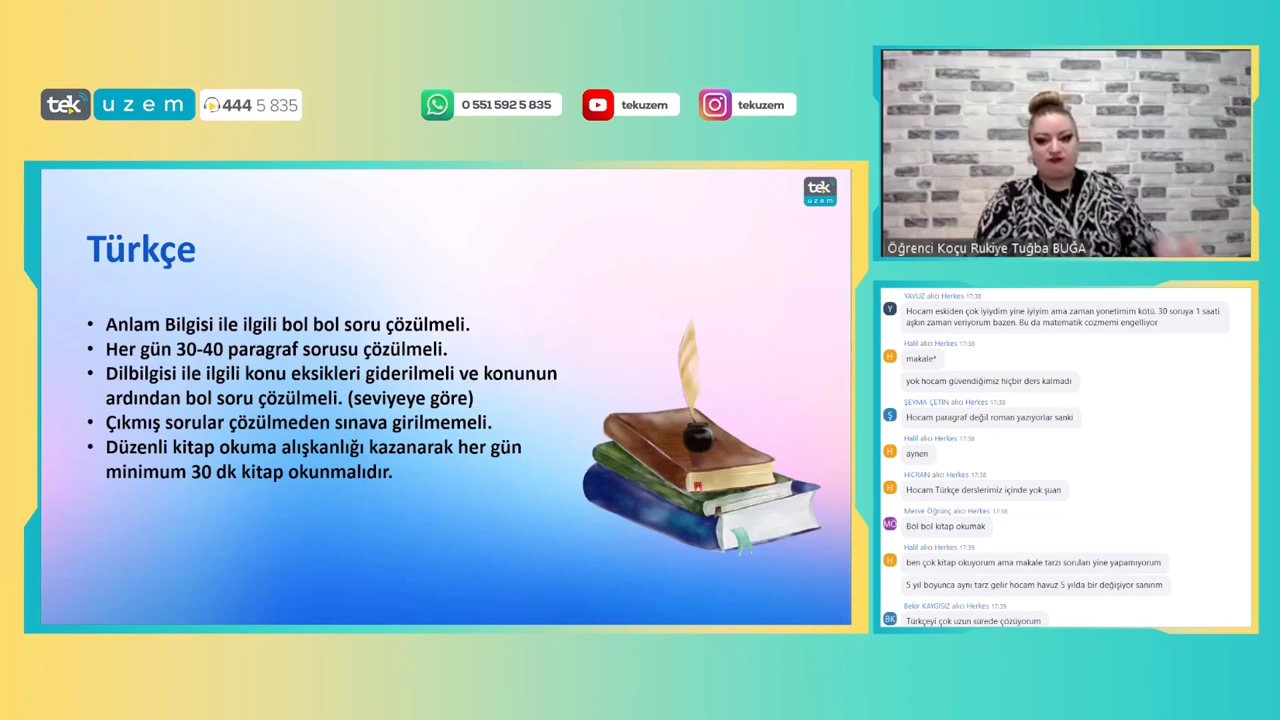 tek uzem 444 5 835
0 551 592 5 835
tekuzem
tekuzem
tek
uzem
Türkçe
• Anlam Bilgisi ile ilgili bol bol soru çözülmeli.
• Her gün 30-40 paragraf sorusu çözülmeli.
• Dilbilgisi ile ilgili konu eksikleri giderilmeli ve konunun
ardından bol soru çözülmeli. (seviyeye göre)
• Çıkmış sorular çözülmeden sınava girilmemeli.
• Düzenli kitap okuma alışkanlığı kazanarak her gün
minimum 30 dk kitap okunmalıdır.
Öğrenci Koçu Rukiye Tuğba BUĞA
YAVUZ alıcı Herkes 17:38
Y
Hocam eskiden çok iyiydim yine iyiyim ama zaman yonetimim kötü. 30 soruya 1 saati
aşkın zaman veriyorum bazen. Bu da matematik cozmemi engelliyor
Halil alıcı Herkes 17:38
H
makale*
yok hocam güvendiğimiz hiçbir ders kalmadı
ŞEYMA ÇETIN alıcı Herkes 17:38
Ş
Hocam paragraf değil roman yazıyorlar sanki
Halil alıcı Herkes 17:38
H
aynen
HiCRAN alıcı Herkes 17:38
H
Hocam Türkçe derslerimiz içinde yok şuan
Merve Öğrünç alıcı Herkes 17:38
MÖ
Bol bol kitap okumak
Halil alıcı Herkes 17:39
H
ben çok kitap okuyorum ama makale tarzı soruları yine yapamıyorum
5 yıl boyunca aynı tarz gelir hocam havuz 5 yılda bir değişiyor sanırım
Bekir KAYGISIZ alıcı Herkes 17:39
BK
Türkçeyi çok uzun sürede çözüyorum